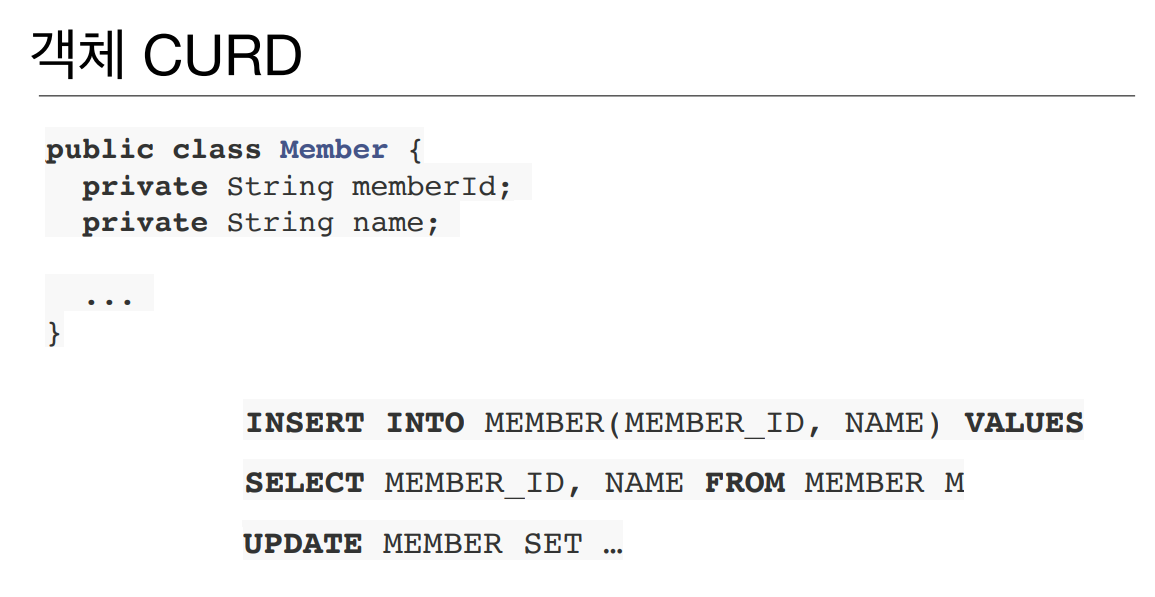 객체 CURD
public class Member {
private String memberId;
private String name;
...
}
INSERT INTO MEMBER(MEMBER_ID, NAME) VALUES
SELECT MEMBER_ID, NAME FROM MEMBER M
UPDATE MEMBER SET …